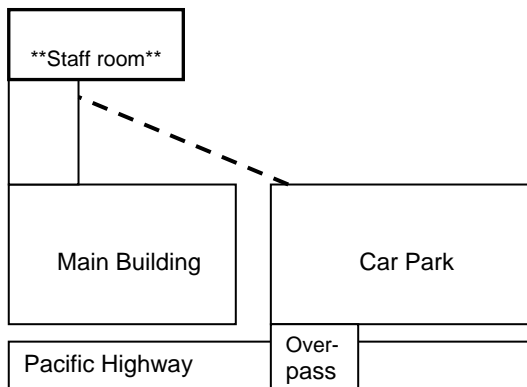 **Staff room**
Main Building
Car Park
Pacific Highway
Over-
pass